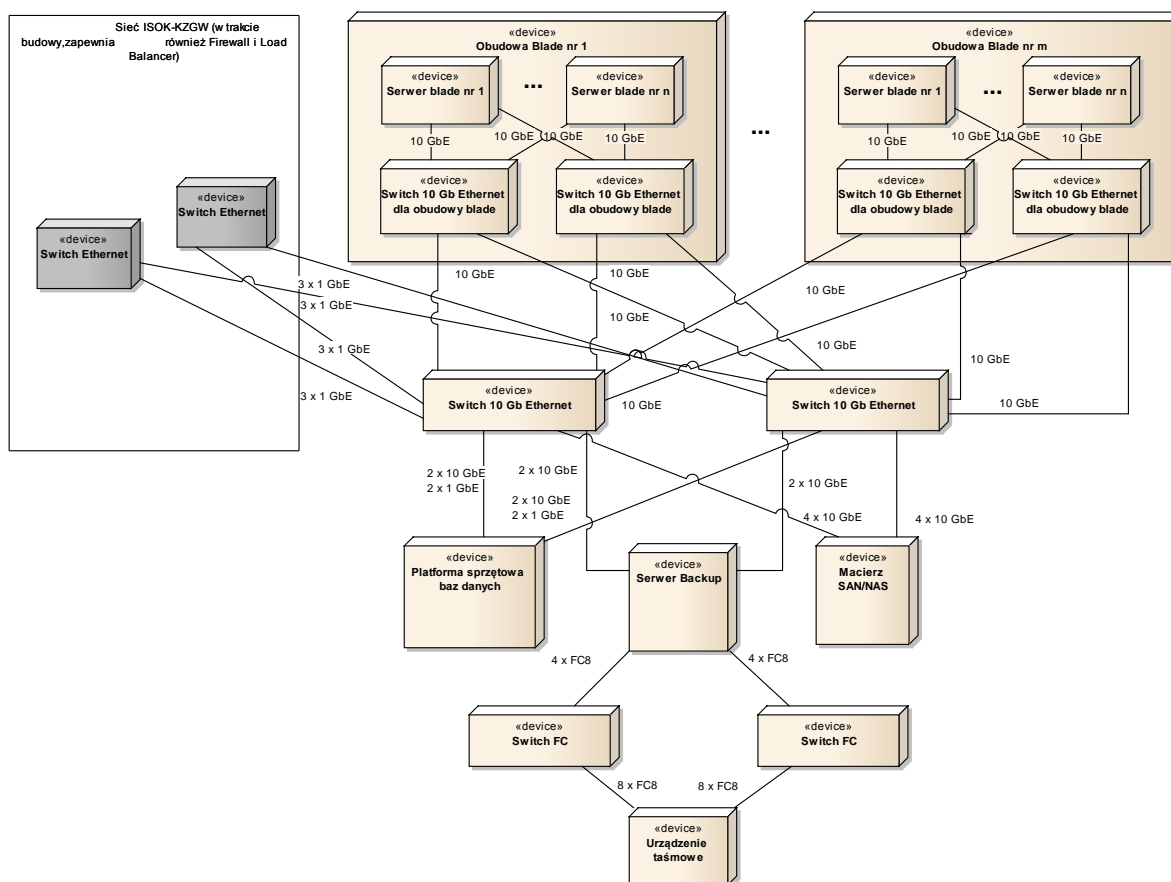 Sieć ISOK-KZGW (w trakcie
budowy,zapewnia również Firewall i Load
Balancer)
«device»
Switch Ethernet
«device»
Switch Ethernet
«device»
Obudowa Blade nr 1
«device»
Serwer blade nr 1
...
«device»
Serwer blade nr n
10 GbE
10 GbE
10 GbE
10 GbE
«device»
Switch 10 Gb Ethernet
dla obudowy blade
«device»
Switch 10 Gb Ethernet
dla obudowy blade
...
«device»
Obudowa Blade nr m
«device»
Serwer blade nr 1
...
«device»
Serwer blade nr n
10 GbE
10 GbE
10 GbE
10 GbE
«device»
Switch 10 Gb Ethernet
dla obudowy blade
«device»
Switch 10 Gb Ethernet
dla obudowy blade
10 GbE
10 GbE
3 x 1 GbE
3 x 1 GbE
10 GbE
10 GbE
10 GbE
3 x 1 GbE
10 GbE
3 x 1 GbE
10 GbE
10 GbE
«device»
Switch 10 Gb Ethernet
«device»
Switch 10 Gb Ethernet
2 x 10 GbE
2 x 1 GbE
2 x 10 GbE
2 x 10 GbE
2 x 10 GbE
2 x 1 GbE
4 x 10 GbE
4 x 10 GbE
«device»
Platforma sprzętowa
baz danych
«device»
Serwer Backup
«device»
Macierz
SAN/NAS
4 x FC8
4 x FC8
«device»
Switch FC
«device»
Switch FC
8 x FC8
8 x FC8
«device»
Urządzenie
taśmowe